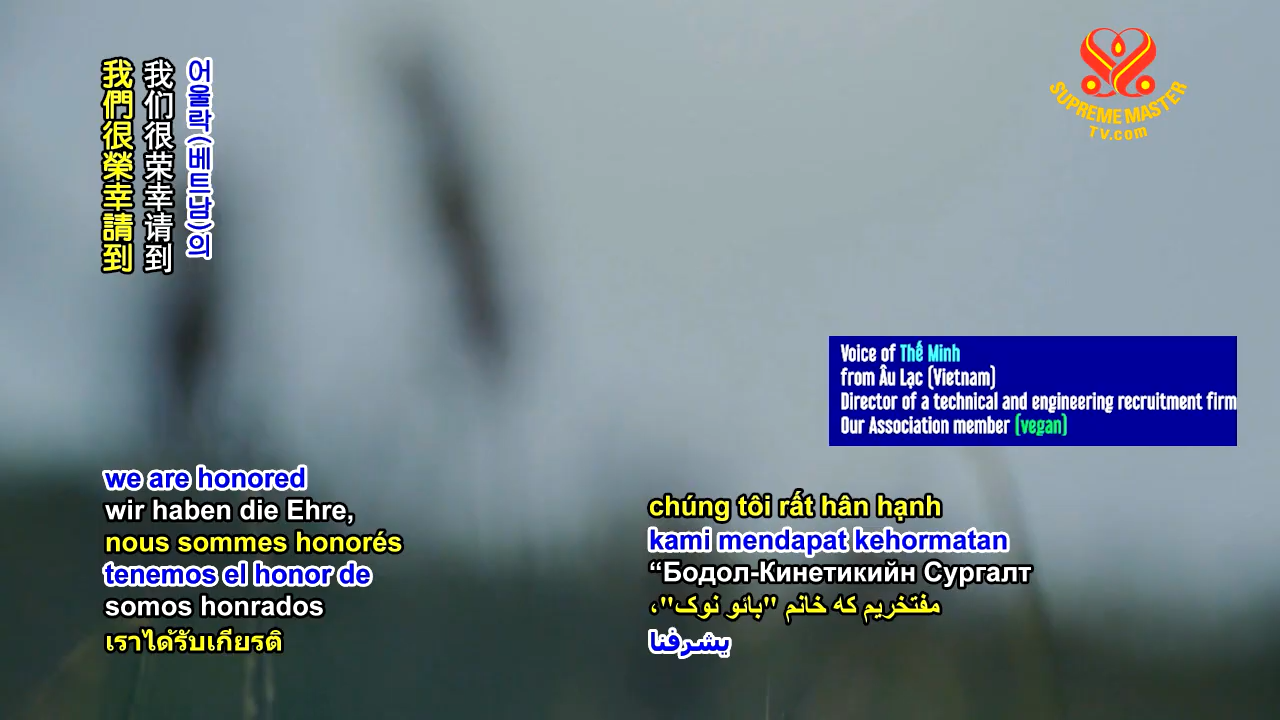 我們很榮幸請到
我们很荣幸请到
어울락(베트남)의
SUPREME MASTER
TV.com
Voice of Thế Minh
from Âu Lạc (Vietnam)
Director of a technical and engineering recruitment firm
Our Association member (vegan)
we are honored
wir haben die Ehre,
nous sommes honorés
tenemos el honor de
somos honrados
เราได้รับเกียรติ
chúng tôi rất hân hạnh
kami mendapat kehormatan
“Бодол-Кинетикийн Сургалт
مفتخریم که خانم "بائو نوک"،
يشرفنا